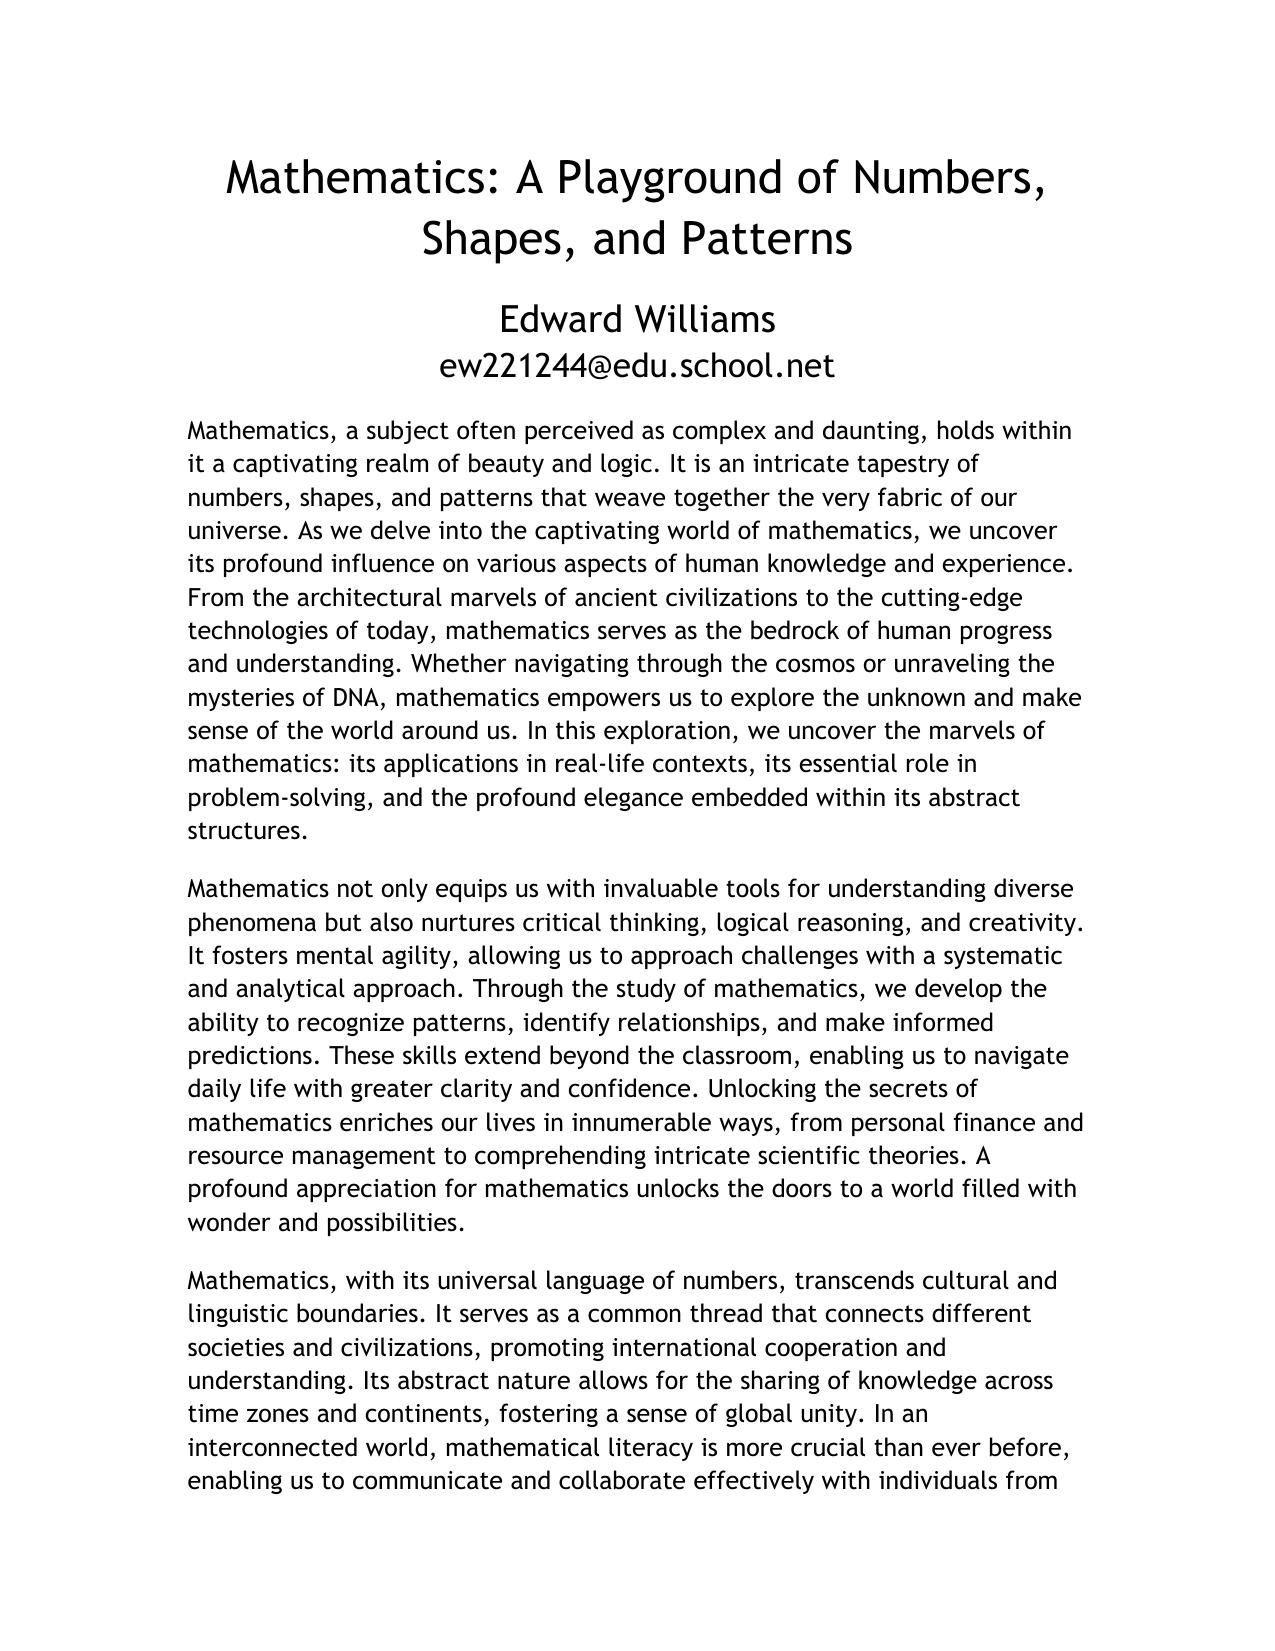 Mathematics: A Playground of Numbers,
Shapes, and Patterns
Edward Williams
ew221244@edu.school.net
Mathematics, a subject often perceived as complex and daunting, holds within
it a captivating realm of beauty and logic. It is an intricate tapestry of
numbers, shapes, and patterns that weave together the very fabric of our
universe. As we delve into the captivating world of mathematics, we uncover
its profound influence on various aspects of human knowledge and experience.
From the architectural marvels of ancient civilizations to the cutting-edge
technologies of today, mathematics serves as the bedrock of human progress
and understanding. Whether navigating through the cosmos or unraveling the
mysteries of DNA, mathematics empowers us to explore the unknown and make
sense of the world around us. In this exploration, we uncover the marvels of
mathematics: its applications in real-life contexts, its essential role in
problem-solving, and the profound elegance embedded within its abstract
structures.
Mathematics not only equips us with invaluable tools for understanding diverse
phenomena but also nurtures critical thinking, logical reasoning, and creativity.
It fosters mental agility, allowing us to approach challenges with a systematic
and analytical approach. Through the study of mathematics, we develop the
ability to recognize patterns, identify relationships, and make informed
predictions. These skills extend beyond the classroom, enabling us to navigate
daily life with greater clarity and confidence. Unlocking the secrets of
mathematics enriches our lives in innumerable ways, from personal finance and
resource management to comprehending intricate scientific theories. A
profound appreciation for mathematics unlocks the doors to a world filled with
wonder and possibilities.
Mathematics, with its universal language of numbers, transcends cultural and
linguistic boundaries. It serves as a common thread that connects different
societies and civilizations, promoting international cooperation and
understanding. Its abstract nature allows for the sharing of knowledge across
time zones and continents, fostering a sense of global unity. In an
interconnected world, mathematical literacy is more crucial than ever before,
enabling us to communicate and collaborate effectively with individuals from